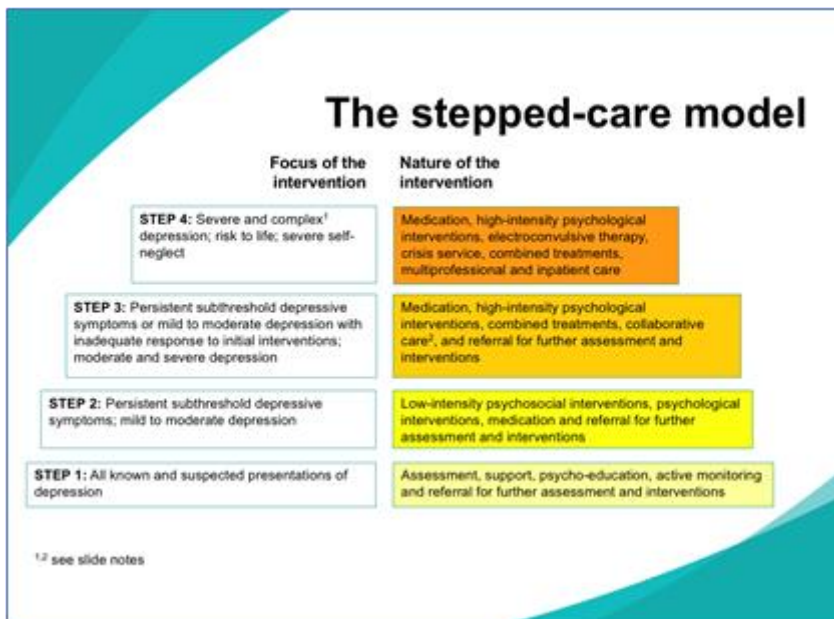 The stepped-care model
Focus of the
intervention
Nature of the
intervention
STEP 4: Severe and complex¹
depression; risk to life; severe self-
neglect
Medication, high-intensity psychological
interventions, electroconvulsive therapy,
crisis service, combined treatments,
multiprofessional and inpatient care
STEP 3: Persistent subthreshold depressive
symptoms or mild to moderate depression with
inadequate response to initial interventions;
moderate and severe depression
Medication, high-intensity psychological
interventions, combined treatments, collaborative
care², and referral for further assessment and
interventions
STEP 2: Persistent subthreshold depressive
symptoms; mild to moderate depression
Low-intensity psychosocial interventions, psychological
interventions, medication and referral for further
assessment and interventions
STEP 1: All known and suspected presentations of
depression
Assessment, support, psycho-education, active monitoring
and referral for further assessment and interventions
¹,² see slide notes